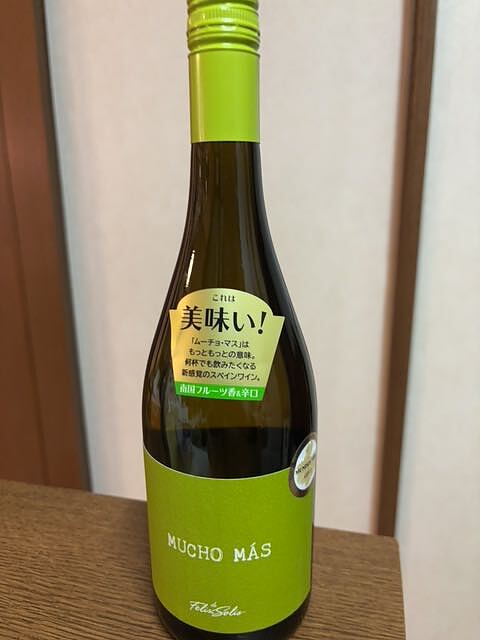 これは
美味い!
「ムーチョ・マス」は
もっともっとの意味。
何杯でも飲みたくなる
新感覚のスペインワイン。
南国フルーツ香&辛口
MUCHO MÁS
Felix Solis